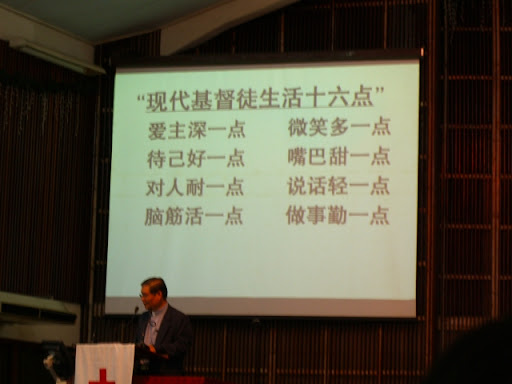 “现代基督徒生活十六点”
爱主深一点 微笑多一点
待己好一点 嘴巴甜一点
对人耐一点 说话轻一点
脑筋活一点 做事勤一点